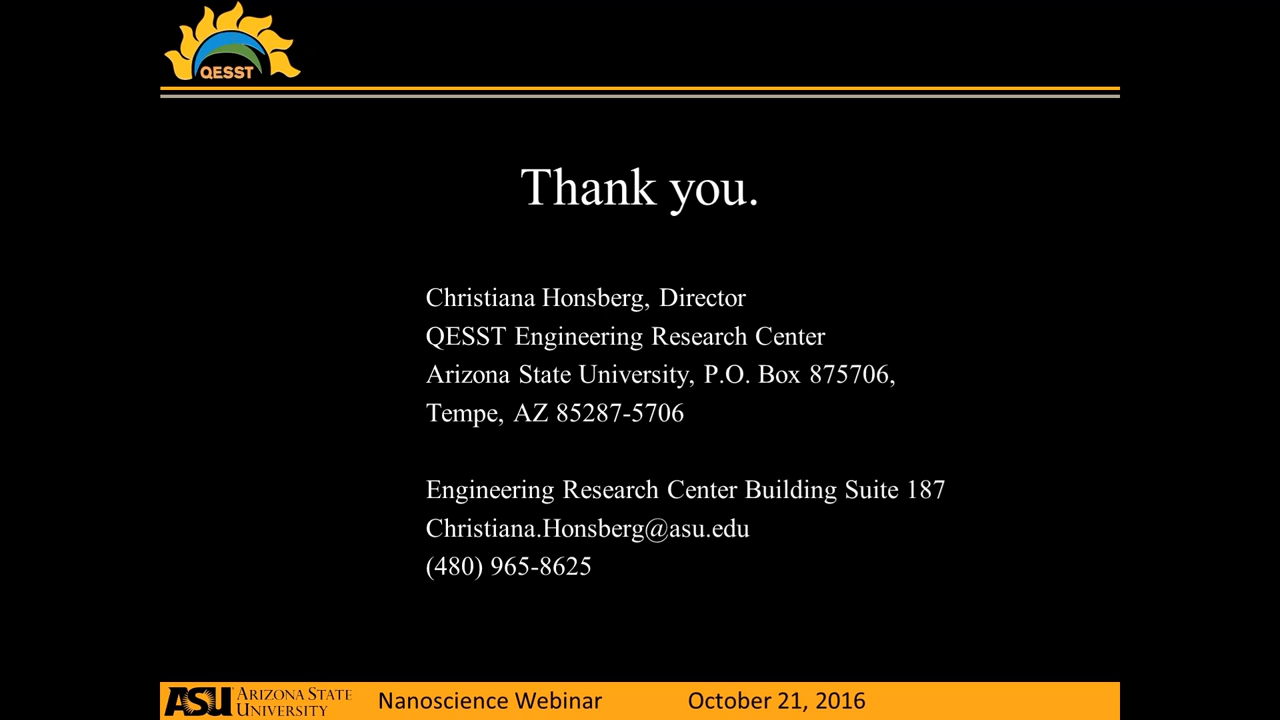 QESST
Thank you.
Christiana Honsberg, Director
QESST Engineering Research Center
Arizona State University, P.O. Box 875706,
Tempe, AZ 85287-5706
Engineering Research Center Building Suite 187
Christiana.Honsberg@asu.edu
(480) 965-8625
ASU ARIZONA STATE
UNIVERSITY
Nanoscience Webinar October 21, 2016